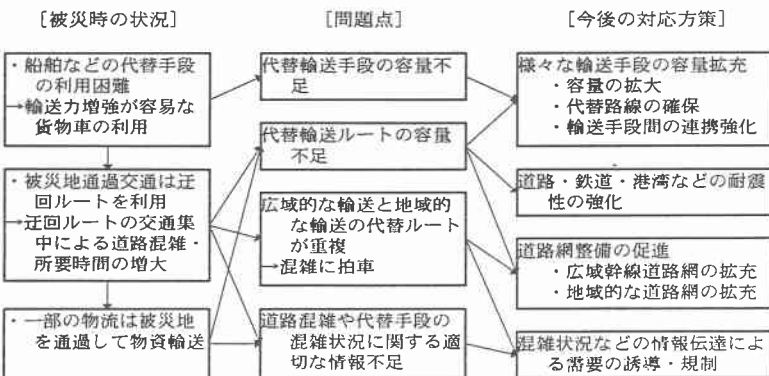 [被災時の状況]
[問題点]
[今後の対応方策]
・船舶などの代替手段
の利用困難
→輸送力増強が容易な
貨物車の利用
・被災地通過交通は迂
回ルートを利用
→迂回ルートの交通集
中による道路混雑・
所要時間の増大
・一部の物流は被災地
を通過して物資輸送
代替輸送手段の容量不
足
代替輸送ルートの容量
不足
広域的な輸送と地域的
な輸送の代替ルート
が重複
→混雑に拍車
道路混雑や代替手段の
混雑状況に関する適
切な情報不足
様々な輸送手段の容量拡充
・容量の拡大
・代替路線の確保
・輸送手段間の連携強化
道路・鉄道・港湾などの耐震
性の強化
道路網整備の促進
・広域幹線道路網の拡充
・地域的な道路網の拡充
混雑状況などの情報伝達によ
る需要の誘導・規制